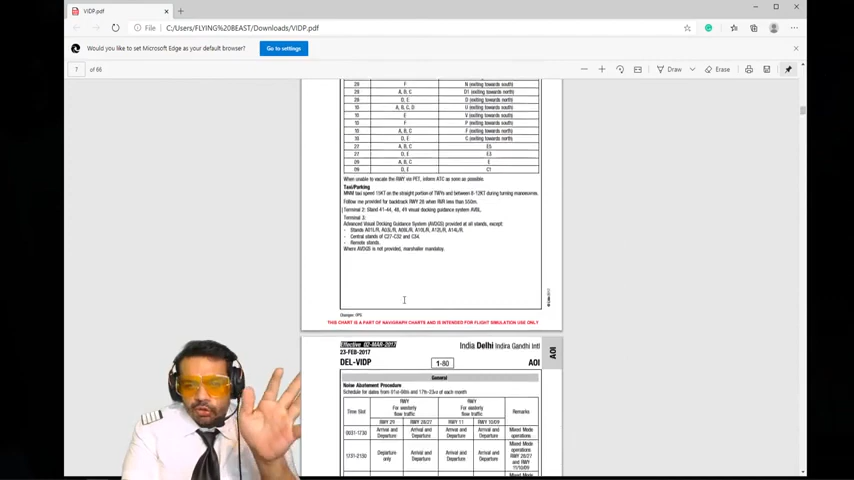 VIDP.pdf
File
C:/Users/FLYING%20BEAST/Downloads/VIDP.pdf
Would you like to set Microsoft Edge as your default browser?
Go to settings
7 of 66
Draw
Erase
28 F N (exiting towards south)
28 A, B, C D1 (exiting towards north)
28 D, E D (exiting towards north)
10 A, B, C, D U (exiting towards south)
10 E V (exiting towards south)
10 F P (exiting towards south)
10 A, B, C F (exiting towards north)
10 D, E G (exiting towards north)
27 A, B, C E5
27 D, E E3
09 A, B, C E
09 D, E C1
When unable to vacate the RWY via PET, inform ATC as soon as possible.
Taxi/Parking
MNM taxi speed 15KT on the straight portion of TWYs and between 8-12KT during turning maneuvres.
Follow me provided for backtrack RWY 28 when RVR less than 550m.
Terminal 2: Stand 41-44, 48, 49 visual docking guidance system AVBL.
Terminal 3:
Advanced Visual Docking Guidance System (AVDGS) provided at all stands, except:
- Central stands of C27-C32 and C34.
- Remote stands.
Where AVDGS is not provided, marshaller mandatory.
Changes: OPS
THIS CHART IS A PART OF NAVIGRAPH CHARTS AND IS INTENDED FOR FLIGHT SIMULATION USE ONLY
Effective 02-MAR-2017
23-FEB-2017
India Delhi Indira Gandhi Intl
AOI
DEL-VIDP
1-80
AOI
General
Noise Abatement Procedure
Schedule for dates from 01st-08th and 17th-23rd of each month
Time Slot
RWY For westerly flow traffic
RWY For easterly flow traffic
Remarks
RWY 29 RWY 28/27 RWY 11 RWY 10/09
0031-1730 Arrival and Departure Arrival and Departure Arrival and Departure Arrival and Departure Mixed Mode operations
1731-2130 Departure only Arrival and Departure Arrival and Departure Arrival and Departure Mixed Mode operations RWY 28/27 and RWY 11/10/09
Mixed Mode